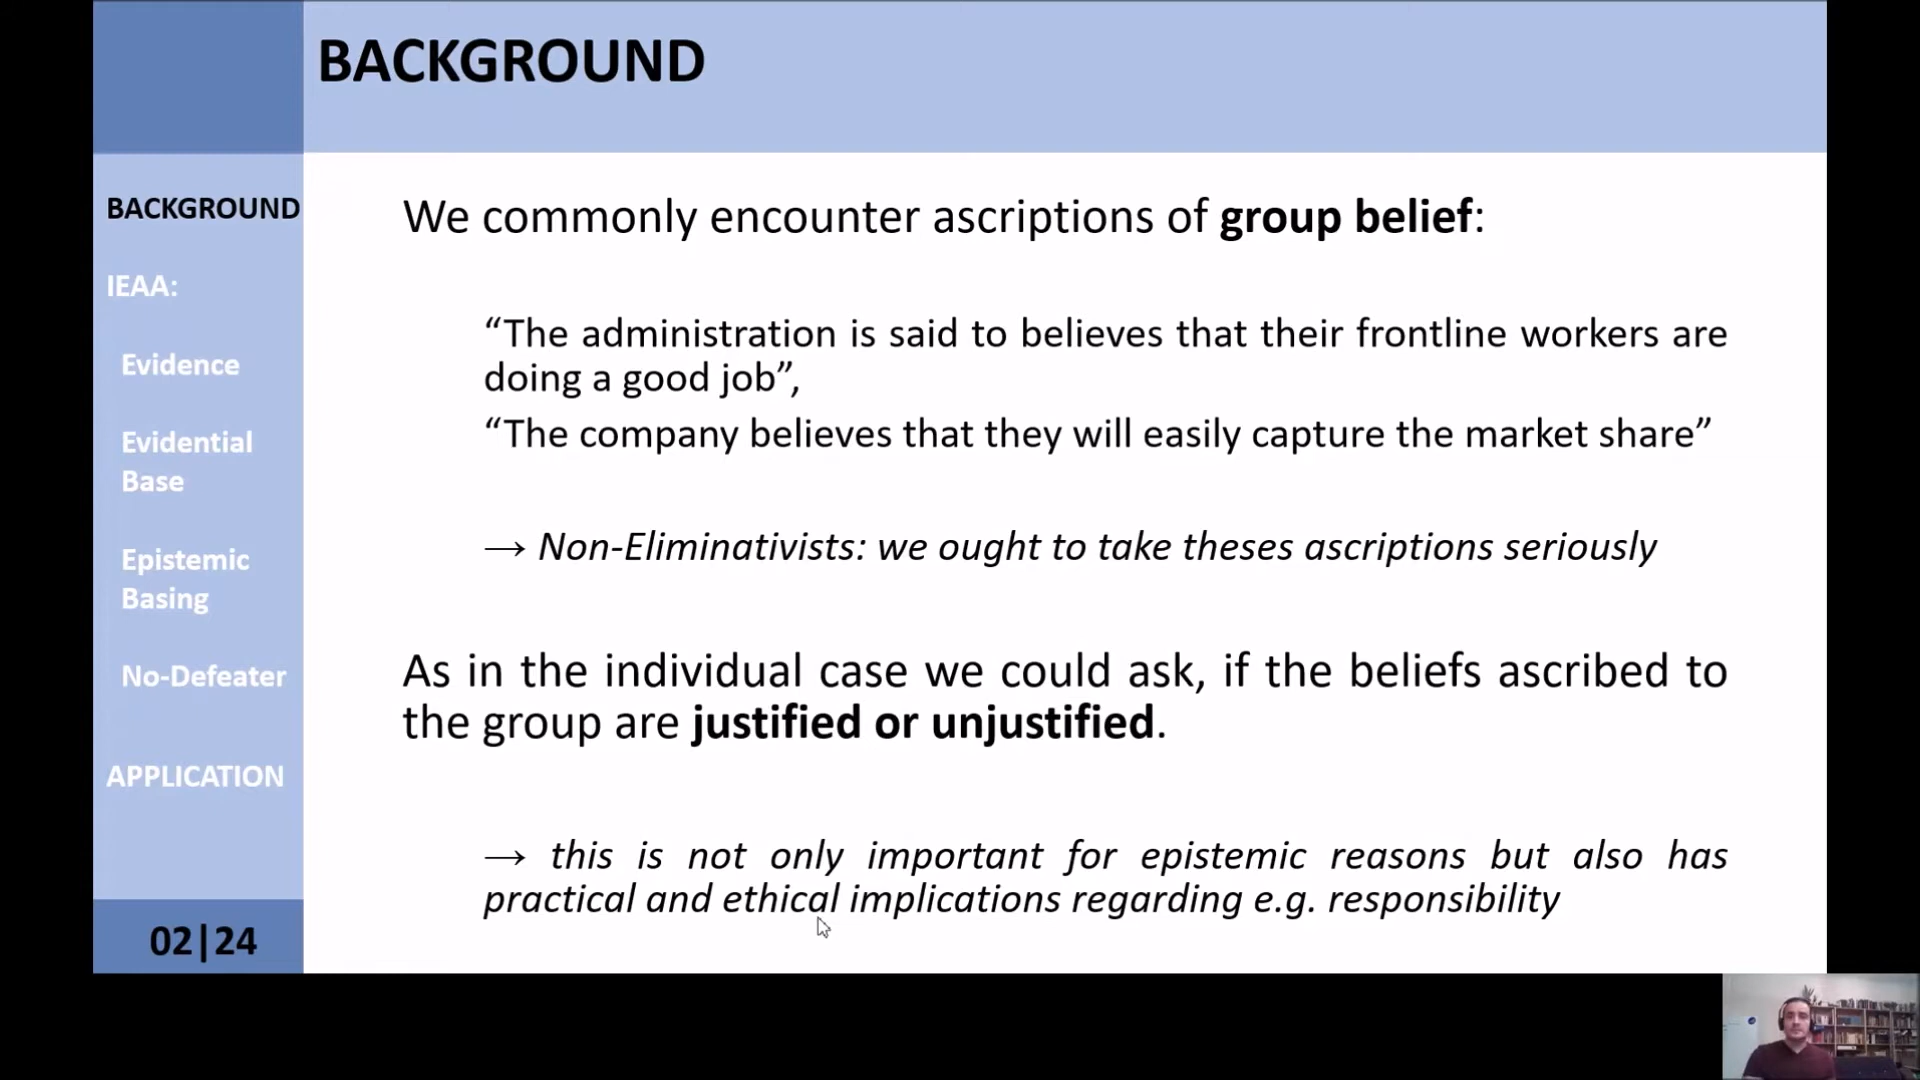 BACKGROUND
BACKGROUND
IEAA:
Evidence
Evidential
Base
Epistemic
Basing
No-Defeater
APPLICATION
02|24
We commonly encounter ascriptions of group belief:
“The administration is said to believes that their frontline workers are
doing a good job”,
“The company believes that they will easily capture the market share”
→ Non-Eliminativists: we ought to take theses ascriptions seriously
As in the individual case we could ask, if the beliefs ascribed to
the group are justified or unjustified.
→ this is not only important for epistemic reasons but also has
practical and ethical implications regarding e.g. responsibility